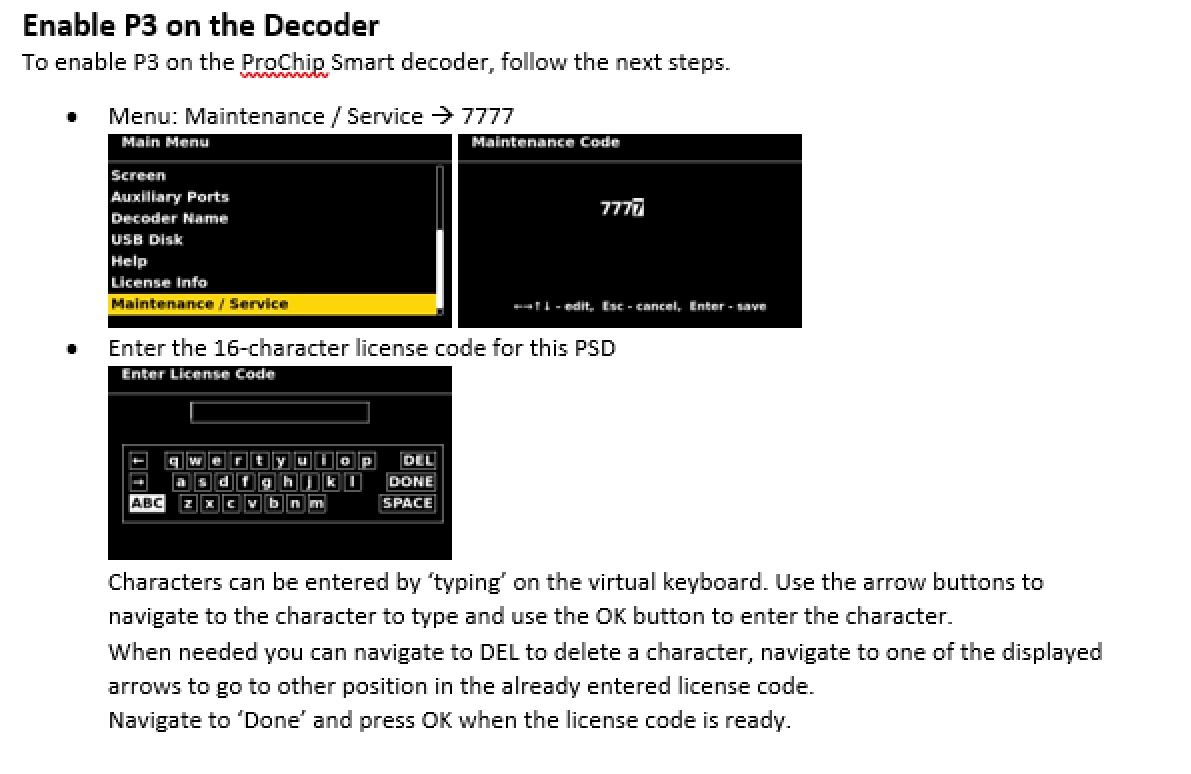 Enable P3 on the Decoder
To enable P3 on the ProChip Smart decoder, follow the next steps.
• Menu: Maintenance / Service → 7777
Main Menu
Screen
Auxiliary Ports
Decoder Name
USB Disk
Help
License Info
Maintenance / Service
Maintenance Code
7777
←→↑↓ - edit, Esc - cancel, Enter - save
• Enter the 16-character license code for this PSD
Enter License Code
← q w e r t y u i o p DEL
→ a s d f g h j k l DONE
ABC z x c v b n m SPACE
Characters can be entered by ‘typing’ on the virtual keyboard. Use the arrow buttons to
navigate to the character to type and use the OK button to enter the character.
When needed you can navigate to DEL to delete a character, navigate to one of the displayed
arrows to go to other position in the already entered license code.
Navigate to ‘Done’ and press OK when the license code is ready.